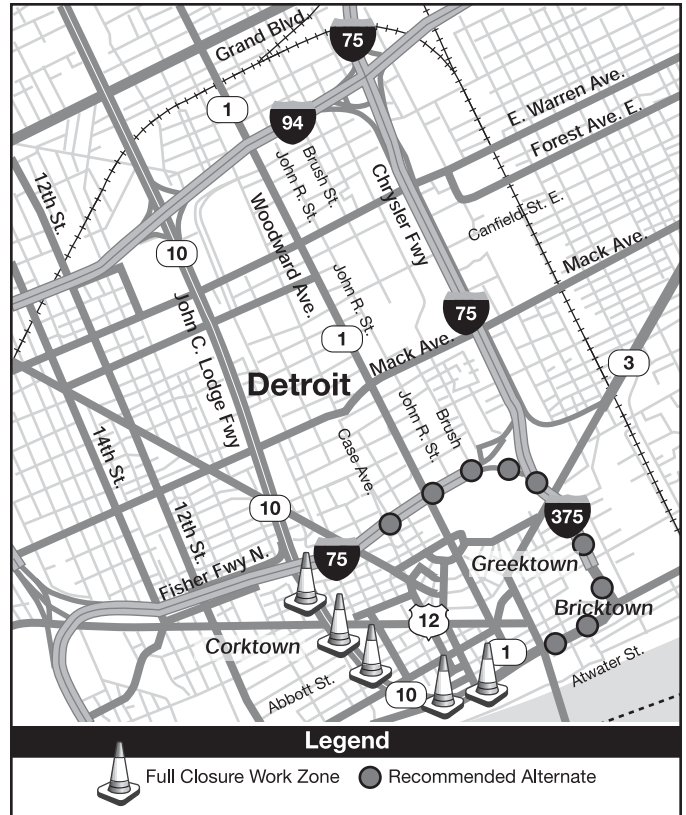 Grand Blvd.
75
1
94
E. Warren Ave.
Forest Ave. E.
Brush St.
John R. St.
Chrysler Fwy
12th St.
Woodward Ave.
Canfield St. E.
10
Mack Ave.
John C. Lodge Fwy
John R. St.
75
1
Mack Ave.
3
Detroit
14th St.
Case Ave.
John R. St.
Brush
12th St.
10
375
75
Fisher Fwy N.
Greektown
12
Bricktown
Corktown
1
Atwater St.
Abbott St.
10
Legend
Full Closure Work Zone
Recommended Alternate